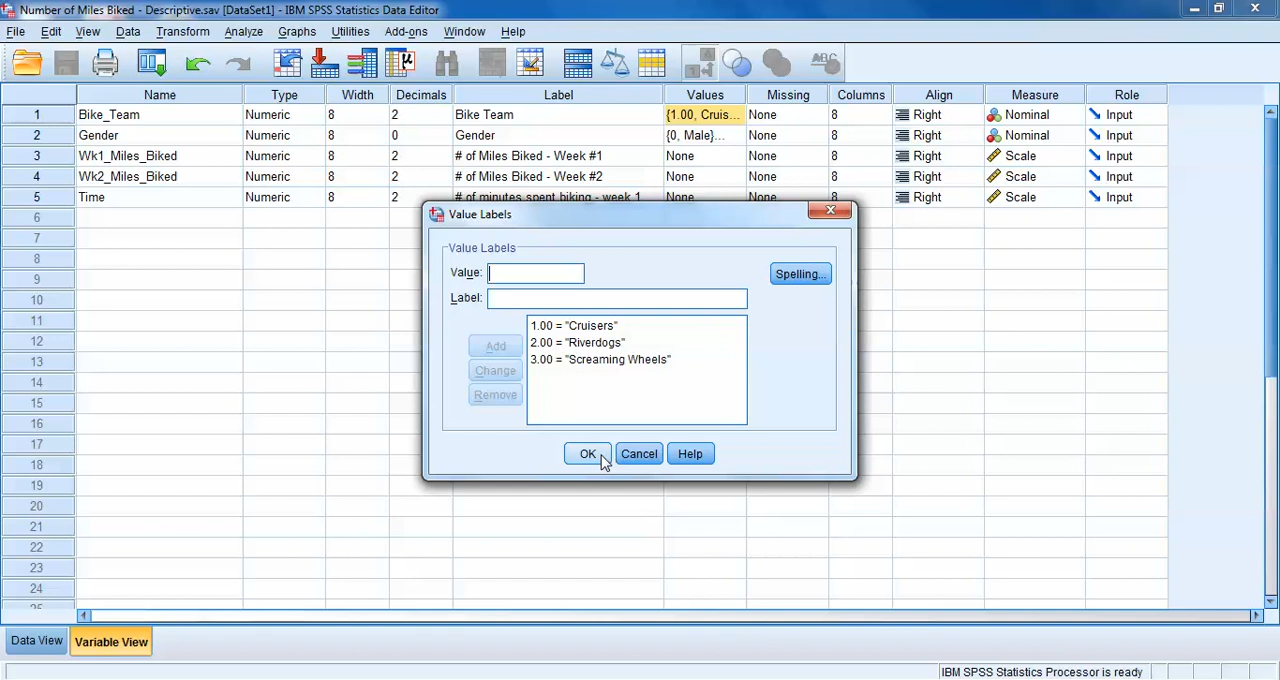 Number of Miles Biked - Descriptive.sav [DataSet1] - IBM SPSS Statistics Data Editor
File Edit View Data Transform Analyze Graphs Utilities Add-ons Window Help
Name Type Width Decimals Label Values Missing Columns Align Measure Role
1 Bike_Team Numeric 8 2 Bike Team {1.00, Cruis... None 8 Right Nominal Input
2 Gender Numeric 8 0 Gender {0, Male}... None 8 Right Nominal Input
3 Wk1_Miles_Biked Numeric 8 2 # of Miles Biked - Week #1 None None 8 Right Scale Input
4 Wk2_Miles_Biked Numeric 8 2 # of Miles Biked - Week #2 None None 8 Right Scale Input
5 Time Numeric 8 2 # of minutes spent biking - week 1 None None 8 Right Scale Input
6
7
8
9
10
11
12
13
14
15
16
17
18
19
20
21
22
23
24
25
Value Labels
Value Labels
Value:
Spelling...
Label:
1.00 = "Cruisers"
2.00 = "Riverdogs"
3.00 = "Screaming Wheels"
Add
Change
Remove
OK Cancel Help
Data View Variable View
IBM SPSS Statistics Processor is ready